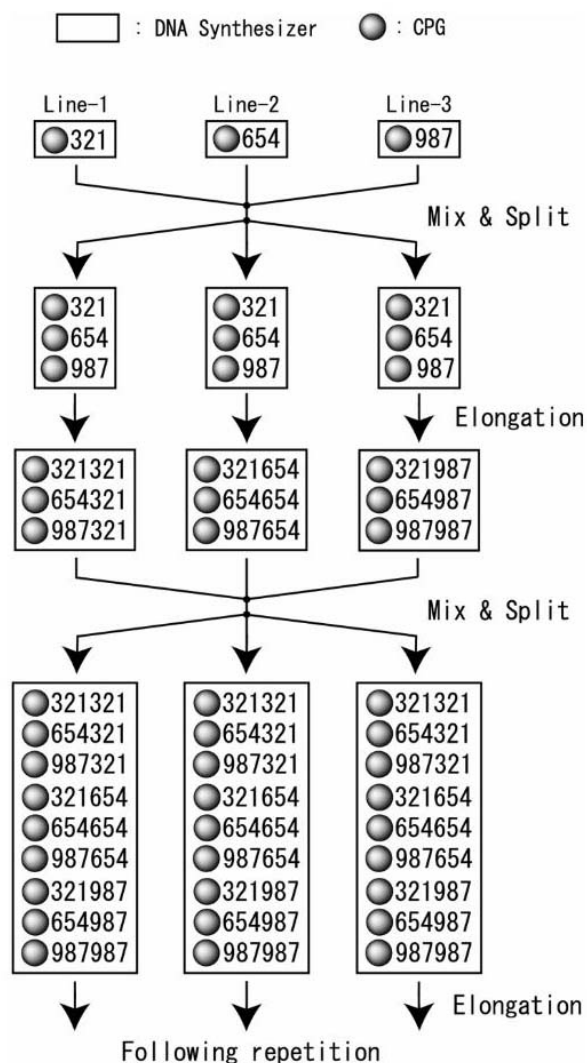 : DNA Synthesizer : CPG
Line-1 Line-2 Line-3
321 654 987
Mix & Split
321 321 321
654 654 654
987 987 987
Elongation
321321 321654 321987
654321 654654 654987
987321 987654 987987
Mix & Split
321321 321321 321321
654321 654321 654321
987321 987321 987321
321654 321654 321654
654654 654654 654654
987654 987654 987654
321987 321987 321987
654987 654987 654987
987987 987987 987987
Elongation
Following repetition